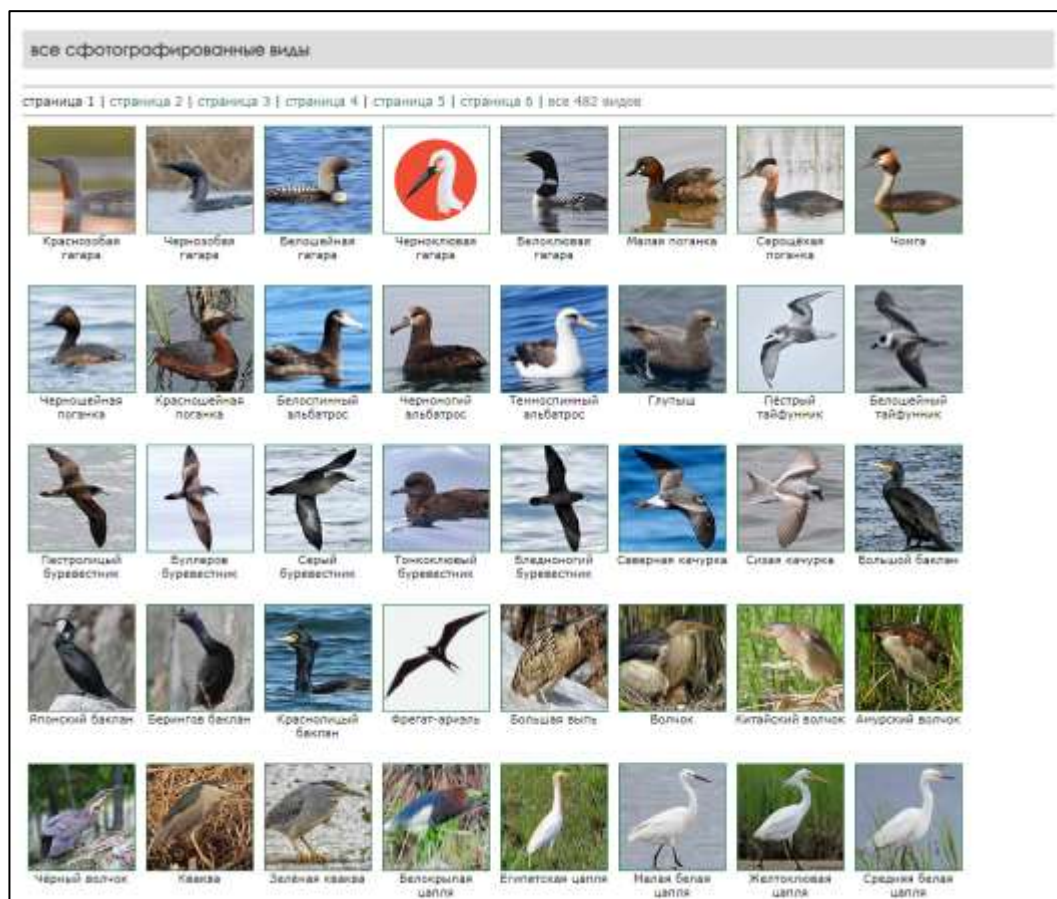 все сфотографированные виды
страница 1 | страница 2 | страница 3 | страница 4 | страница 5 | страница 6 | все 482 видов
Краснозобая гагара
Чернозобая гагара
Белошейная гагара
Черноклювая гагара
Белоклювая гагара
Малая поганка
Серощёкая поганка
Чомга
Черношейная поганка
Красношейная поганка
Белоспинный альбатрос
Черноногий альбатрос
Темноспинный альбатрос
Глупыш
Пёстрый тайфунник
Белошейный тайфунник
Пестролицый буревестник
Буллеров буревестник
Серый буревестник
Тонкоклювый буревестник
Бледноногий буревестник
Северная качурка
Сизая качурка
Большой баклан
Японский баклан
Берингов баклан
Краснолицый баклан
Фрегат-ариэль
Большая выпь
Волчок
Китайский волчок
Амурский волчок
Чёрный волчок
Кваква
Зелёная кваква
Белокрылая цапля
Египетская цапля
Малая белая цапля
Желтоклювая цапля
Средняя белая цапля